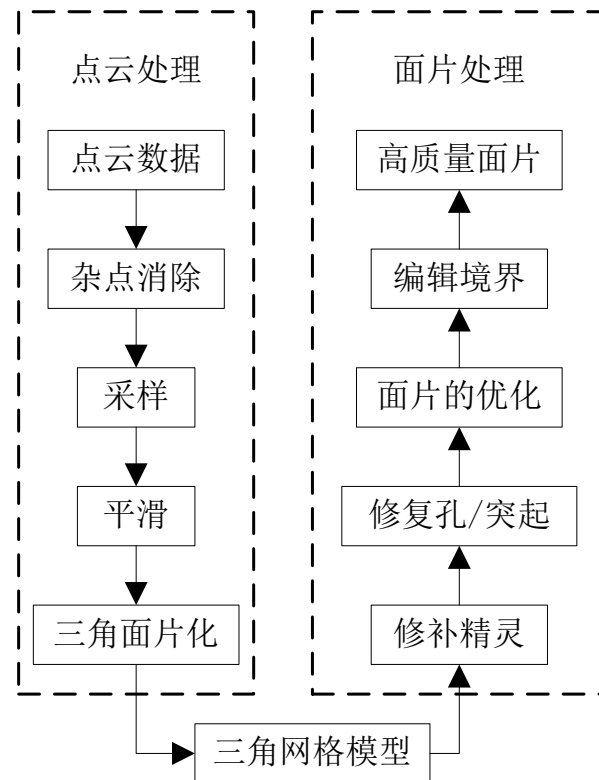 点云处理
点云数据
杂点消除
采样
平滑
三角面片化
三角网格模型
面片处理
高质量面片
编辑境界
面片的优化
修复孔/突起
修补精灵